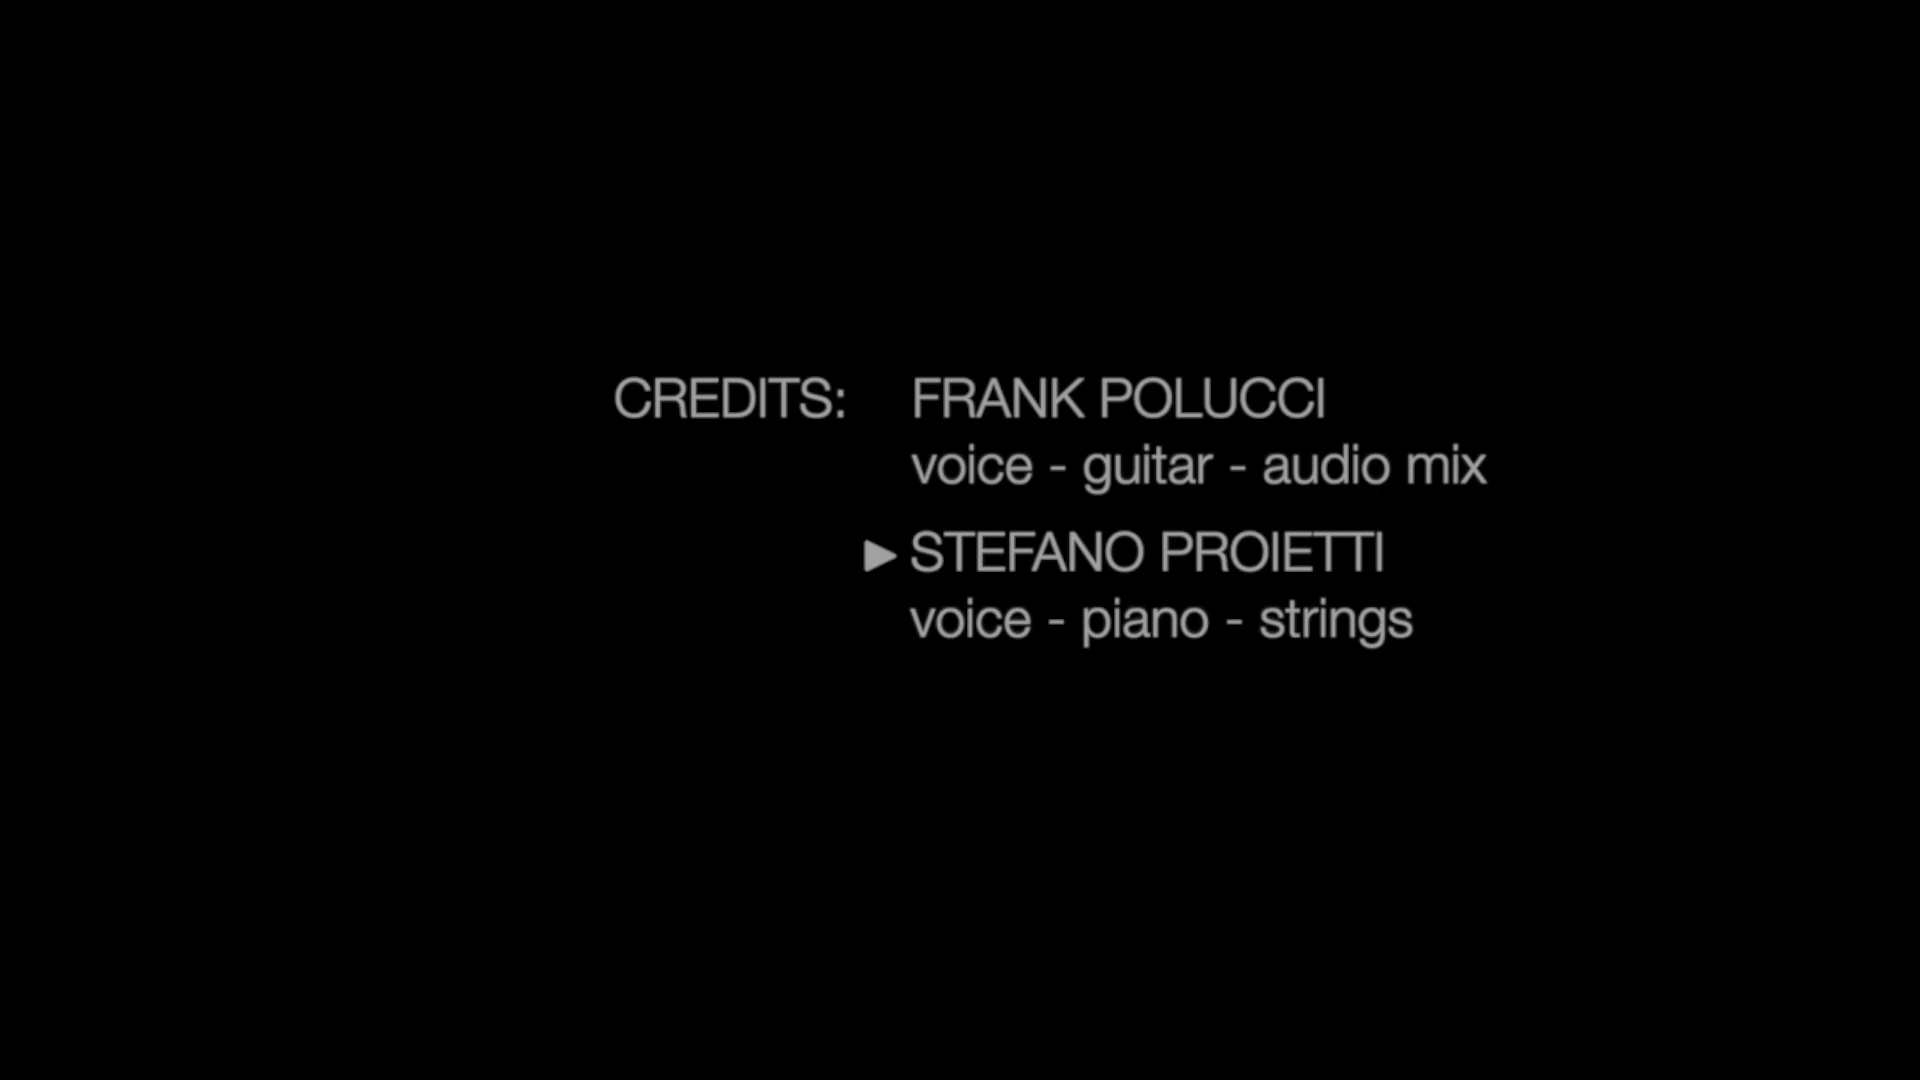 CREDITS: FRANK POLUCCI
voice - guitar - audio mix
▶ STEFANO PROIETTI
voice - piano - strings